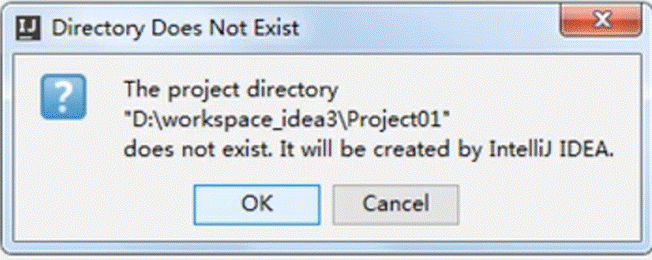 IJ
Directory Does Not Exist
The project directory
"D:\workspace_idea3\Project01"
does not exist. It will be created by IntelliJ IDEA.
OK
Cancel